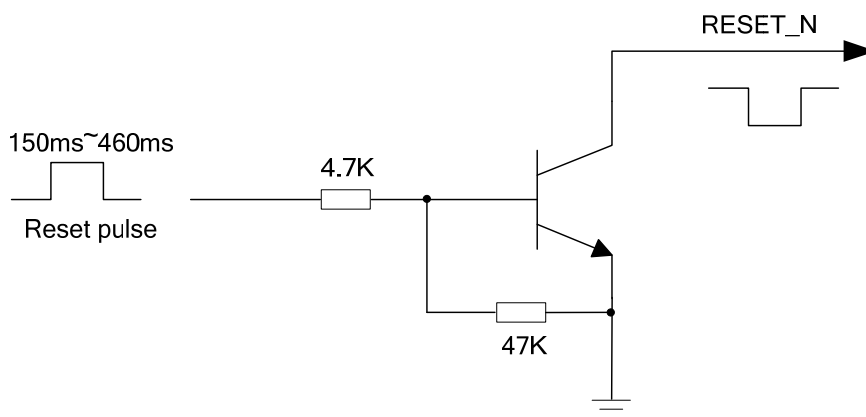 RESET_N
150ms~460ms
4.7K
Reset pulse
47K